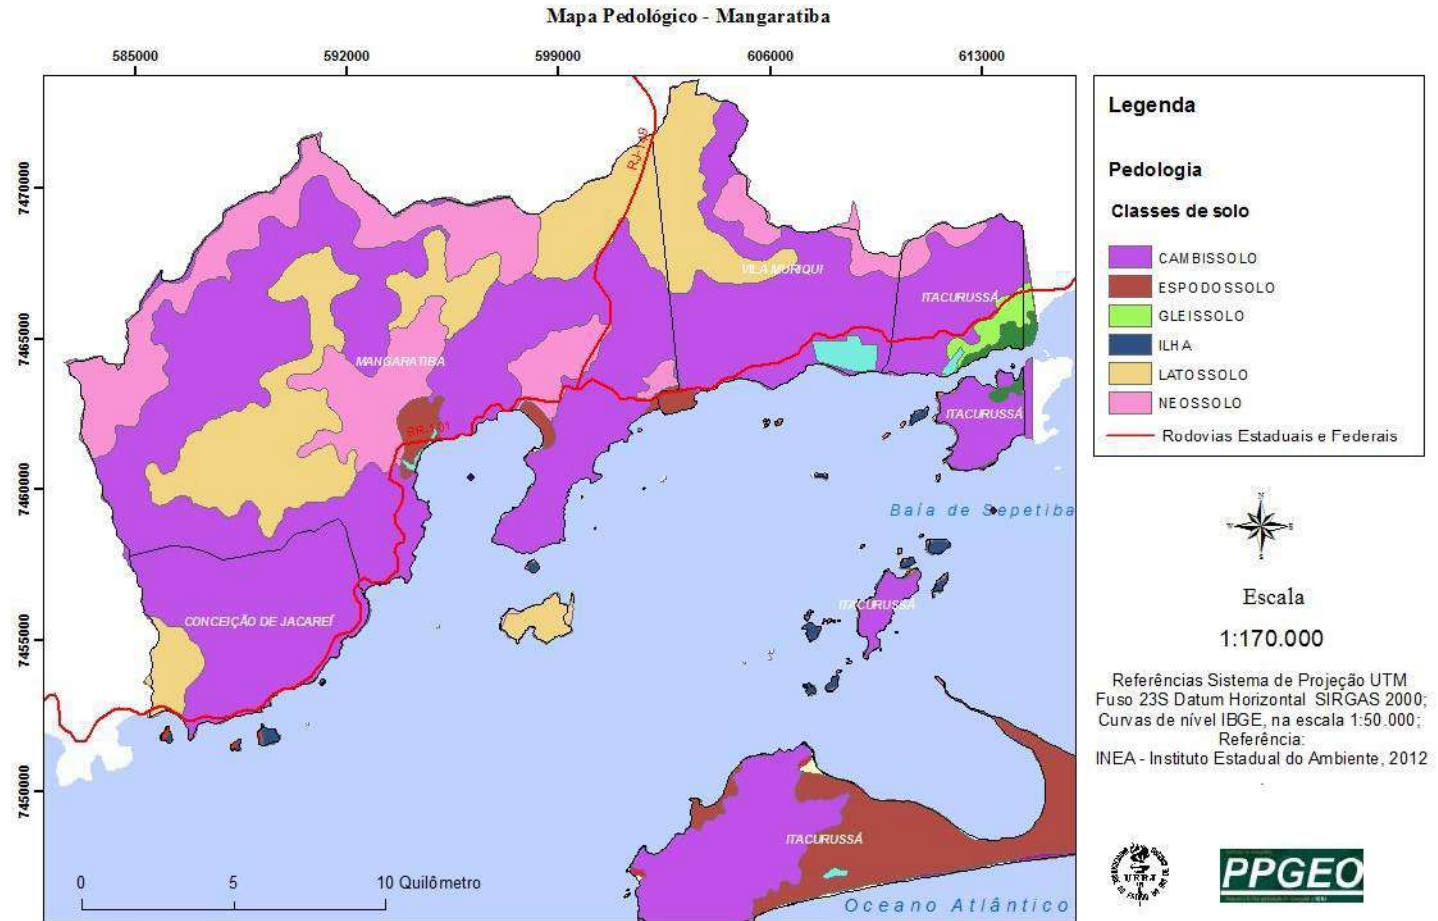 Mapa Pedológico - Mangaratiba
585000
592000
599000
606000
613000
7470000
7465000
7460000
7455000
7450000
RJ-149
VILA MURIQUI
ITACURUSSÁ
MANGARATIBA
ITACURUSSÁ
BR-101
Baía de Sepetiba
ITACURUSSÁ
CONCEIÇÃO DE JACAREÍ
ITACURUSSÁ
0 5 10 Quilômetro
Oceano Atlântico
Legenda
Pedologia
Classes de solo
CAMBISSOLO
ESPODOSSOLO
GLEISSOLO
ILHA
LATOSSOLO
NEOSSOLO
Rodovias Estaduais e Federais
Escala
1:170.000
Referências Sistema de Projeção UTM
Fuso 23S Datum Horizontal SIRGAS 2000;
Curvas de nível IBGE, na escala 1:50.000;
Referência:
INEA - Instituto Estadual do Ambiente, 2012
.
UERJ
PPGEO